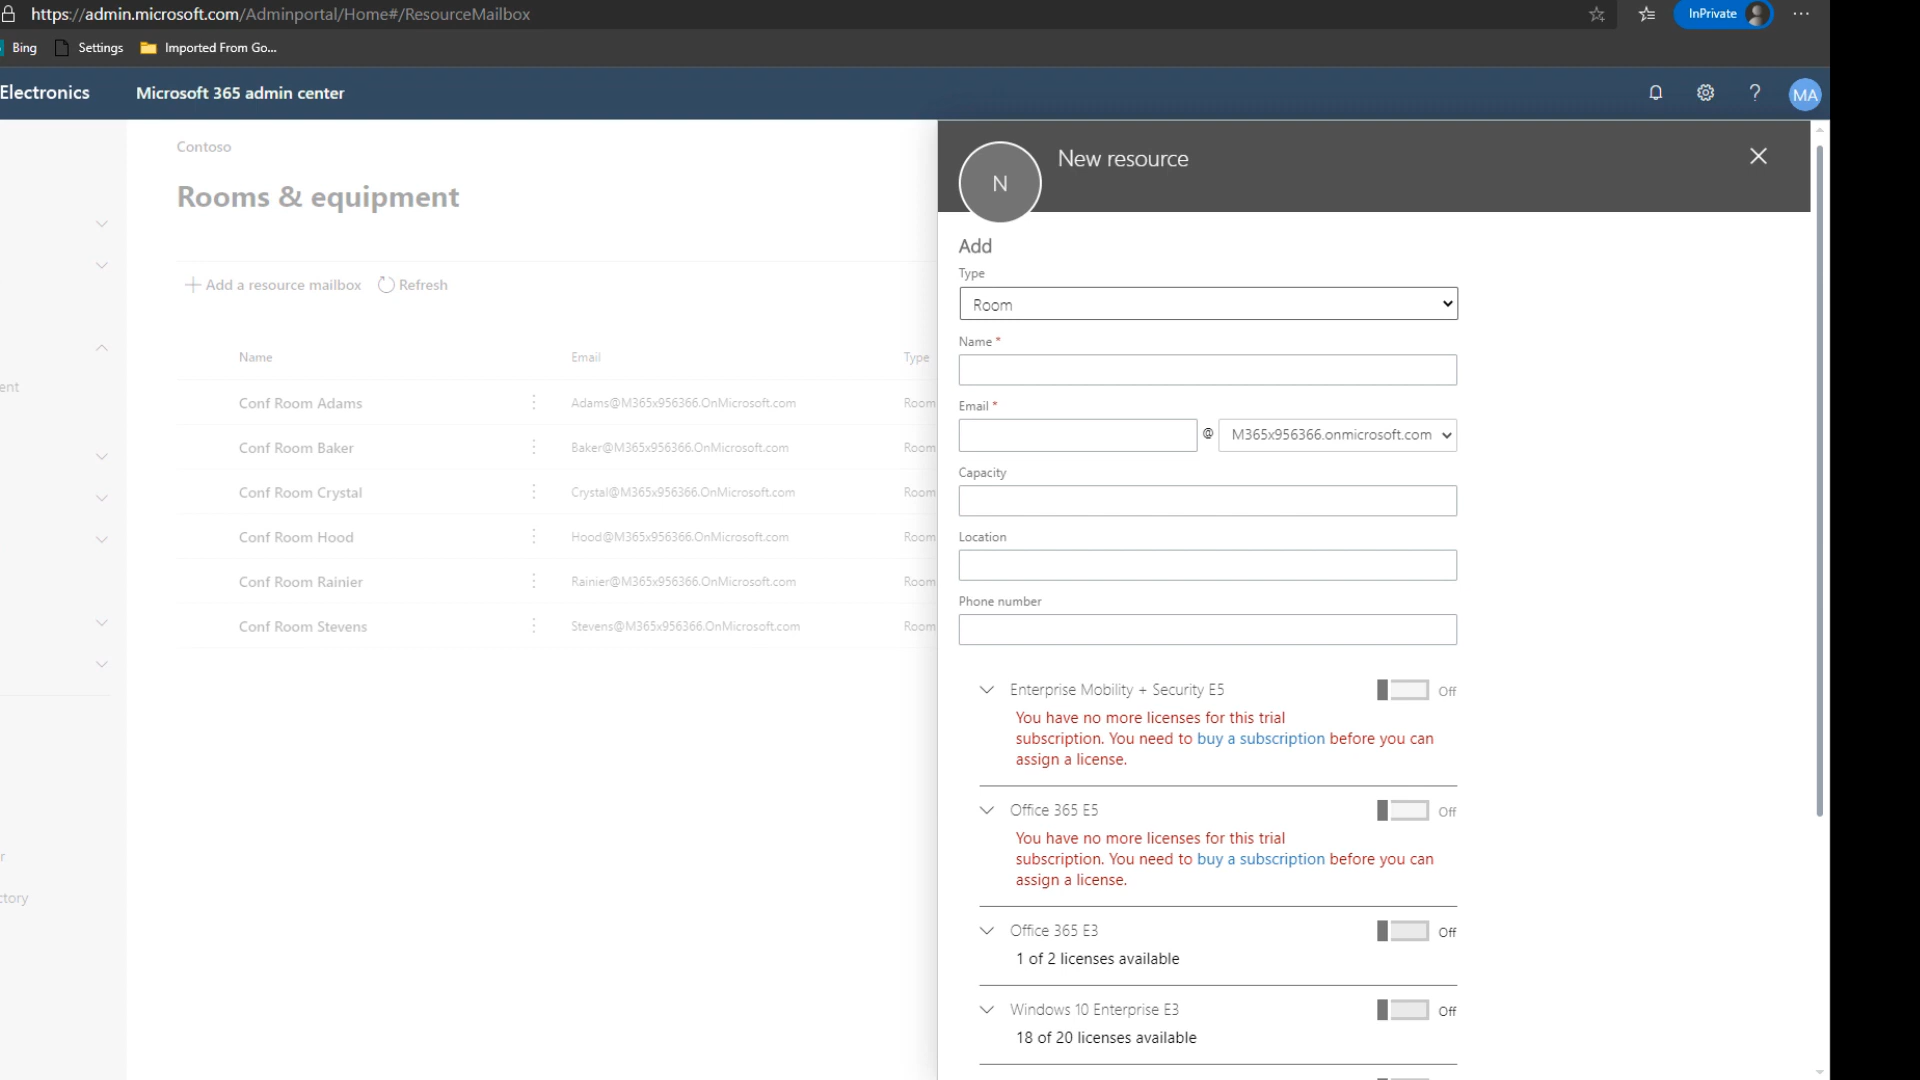 https://admin.microsoft.com/Adminportal/Home#/ResourceMailbox
InPrivate
Bing
Settings
Imported From Go...
Electronics
Microsoft 365 admin center
MA
Contoso
Rooms & equipment
Add a resource mailbox
Refresh
Name
Email
Type
ent
Conf Room Adams
Adams@M365x956366.OnMicrosoft.com
Room
Conf Room Baker
Baker@M365x956366.OnMicrosoft.com
Room
Conf Room Crystal
Crystal@M365x956366.OnMicrosoft.com
Room
Conf Room Hood
Hood@M365x956366.OnMicrosoft.com
Room
Conf Room Rainier
Rainier@M365x956366.OnMicrosoft.com
Room
Conf Room Stevens
Stevens@M365x956366.OnMicrosoft.com
Room
r
ctory
N
New resource
Add
Type
Room
Name *
Email *
@
M365x956366.onmicrosoft.com
Capacity
Location
Phone number
Enterprise Mobility + Security E5
Off
You have no more licenses for this trial
subscription. You need to buy a subscription before you can
assign a license.
Office 365 E5
Off
You have no more licenses for this trial
subscription. You need to buy a subscription before you can
assign a license.
Office 365 E3
Off
1 of 2 licenses available
Windows 10 Enterprise E3
Off
18 of 20 licenses available